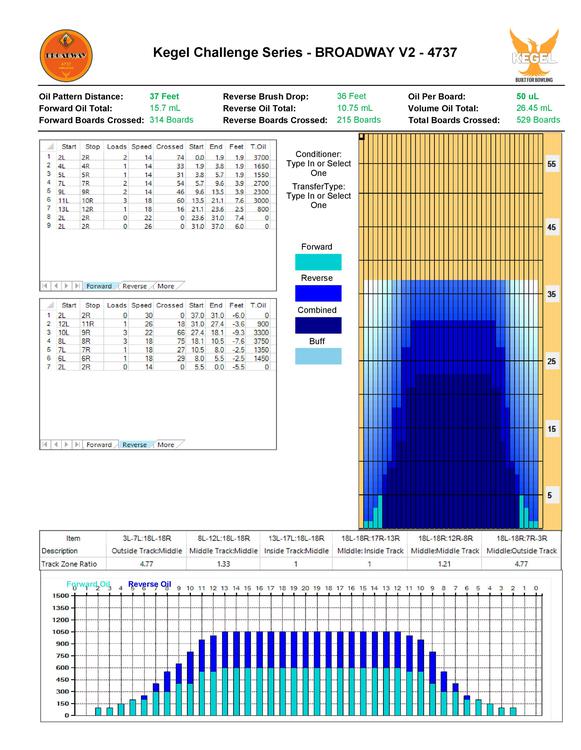 BROADWAY
4737
Kegel Challenge Series - BROADWAY V2 - 4737
KEGEL
BUILT FOR BOWLING
Oil Pattern Distance: 37 Feet Reverse Brush Drop: 36 Feet Oil Per Board: 50 uL
Forward Oil Total: 15.7 mL Reverse Oil Total: 10.75 mL Volume Oil Total: 26.45 mL
Forward Boards Crossed: 314 Boards Reverse Boards Crossed: 215 Boards Total Boards Crossed: 529 Boards
Start Stop Loads Speed Crossed Start End Feet T.Oil
1 2L 2R 2 14 74 0.0 1.9 1.9 3700
2 4L 4R 1 14 33 1.9 3.8 1.9 1650
3 5L 5R 1 14 31 3.8 5.7 1.9 1550
4 7L 7R 2 14 54 5.7 9.6 3.9 2700
5 9L 9R 2 14 46 9.6 13.5 3.9 2300
6 11L 10R 3 18 60 13.5 21.1 7.6 3000
7 13L 12R 1 18 16 21.1 23.6 2.5 800
8 2L 2R 0 22 0 23.6 31.0 7.4 0
9 2L 2R 0 26 0 31.0 37.0 6.0 0
Forward Reverse More
Start Stop Loads Speed Crossed Start End Feet T.Oil
1 2L 2R 0 30 0 37.0 31.0 -6.0 0
2 12L 11R 1 26 18 31.0 27.4 -3.6 900
3 10L 9R 3 22 66 27.4 18.1 -9.3 3300
4 8L 8R 3 18 75 18.1 10.5 -7.6 3750
5 7L 7R 1 18 27 10.5 8.0 -2.5 1350
6 6L 6R 1 18 29 8.0 5.5 -2.5 1450
7 2L 2R 0 14 0 5.5 0.0 -5.5 0
Forward Reverse More
Conditioner:
Type In or Select
One
TransferType:
Type In or Select
One
Forward
Reverse
Combined
Buff
55
45
35
25
15
5
Item 3L-7L:18L-18R 8L-12L:18L-18R 13L-17L:18L-18R 18L-18R:17R-13R 18L-18R:12R-8R 18L-18R:7R-3R
Description Outside Track:Middle Middle Track:Middle Inside Track:Middle Middle: Inside Track Middle:Middle Track Middle:Outside Track
Track Zone Ratio 4.77 1.33 1 1 1.21 4.77
Forward Oil Reverse Oil
0 1 2 3 4 5 6 7 8 9 10 11 12 13 14 15 16 17 18 19 20 19 18 17 16 15 14 13 12 11 10 9 8 7 6 5 4 3 2 1 0
1500
1350
1200
1050
900
750
600
450
300
150
0